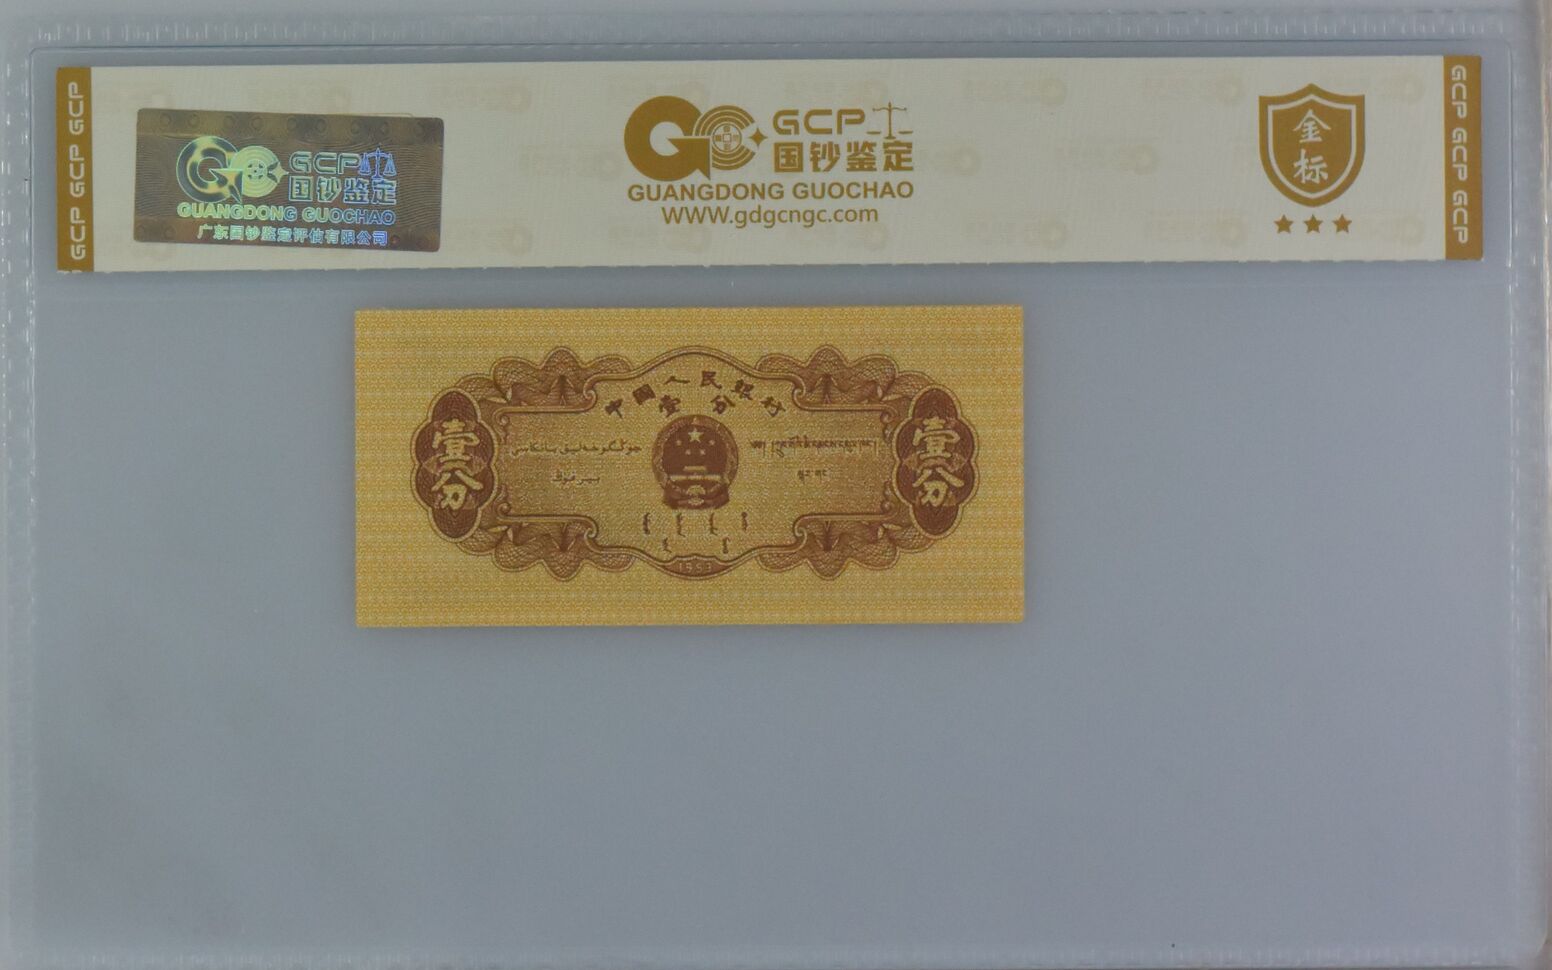 GCP GCP GCP
GCP
国钞鉴定
GUANGDONG GUOCHAO
广东国钞鉴定评估有限公司
GCP
国钞鉴定
GUANGDONG GUOCHAO
WWW.gdgcngc.com
金标
GCP GCP GCP
中国人民银行
壹分
壹分
壹分
1953